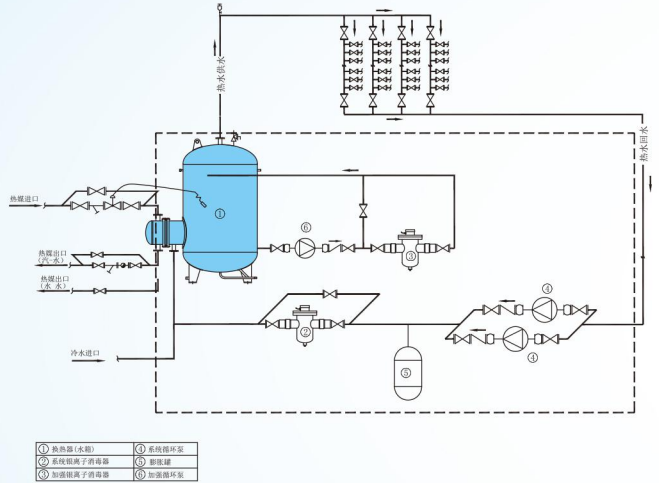 热水供水
热水回水
热媒进口
①
⑥
③
热媒出口
(汽-水)
热媒出口
(水 水)
④
②
④
冷水进口
⑤
① 换热器(水箱) ④ 系统循环泵
② 系统银离子消毒器 ⑤ 膨胀罐
③ 加强银离子消毒器 ⑥ 加强循环泵